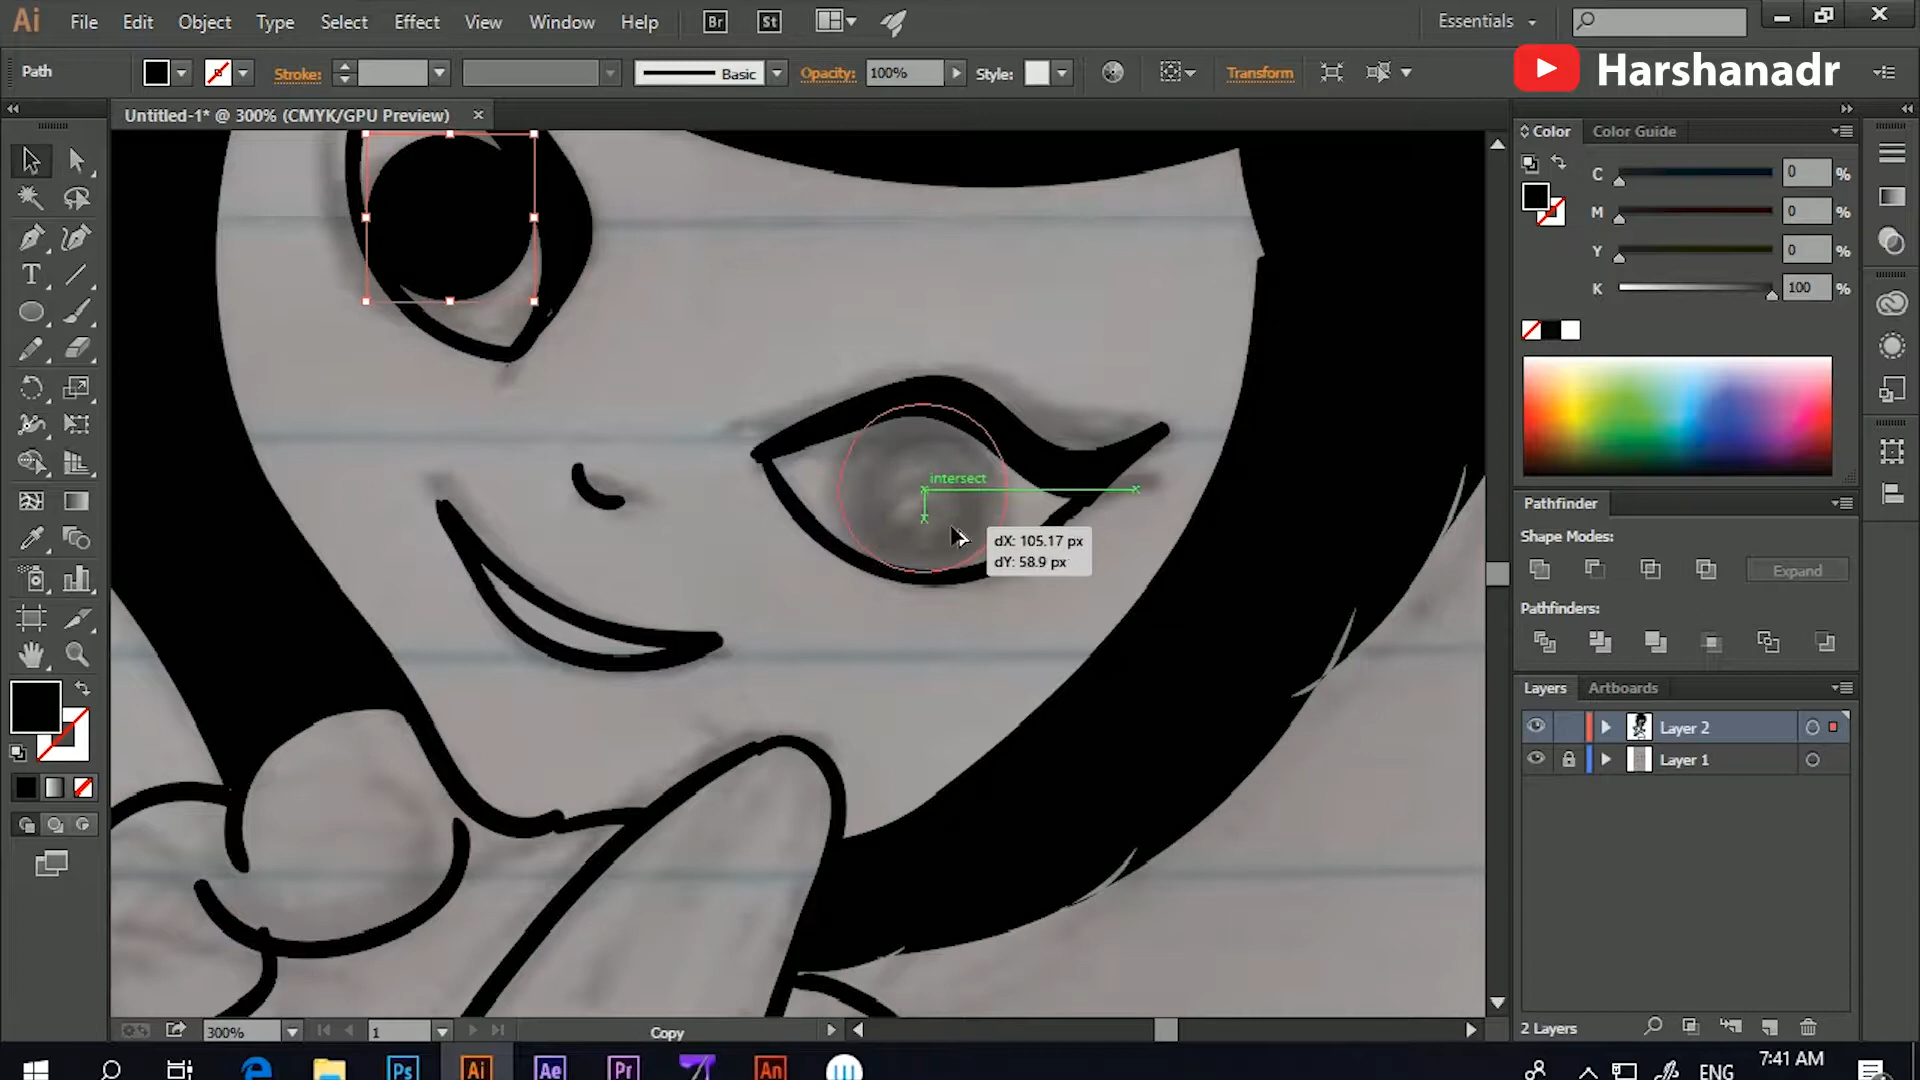 Ai File Edit Object Type Select Effect View Window Help Br St Essentials
Path Stroke: Basic Opacity: 100% Style: Transform Harshanadr
Untitled-1* @ 300% (CMYK/GPU Preview)
Color Color Guide
C 0 %
M 0 %
Y 0 %
K 100 %
intersect
dX: 105.17 px
dY: 58.9 px
Pathfinder
Shape Modes:
Expand
Pathfinders:
Layers Artboards
Layer 2
Layer 1
2 Layers
300% 1 Copy
Ps Ai Ae Pr An ENG 7:41 AM